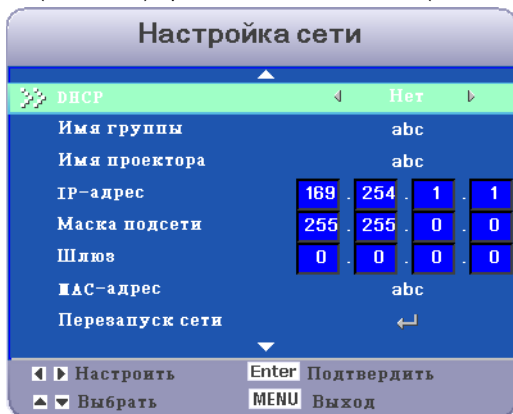 Настройка сети
DHCP Нет
Имя группы abc
Имя проектора abc
IP-адрес 169 . 254 . 1 . 1
Маска подсети 255 . 255 . 0 . 0
Шлюз 0 . 0 . 0 . 0
MAC-адрес abc
Перезапуск сети
Настроить Enter Подтвердить
Выбрать MENU Выход